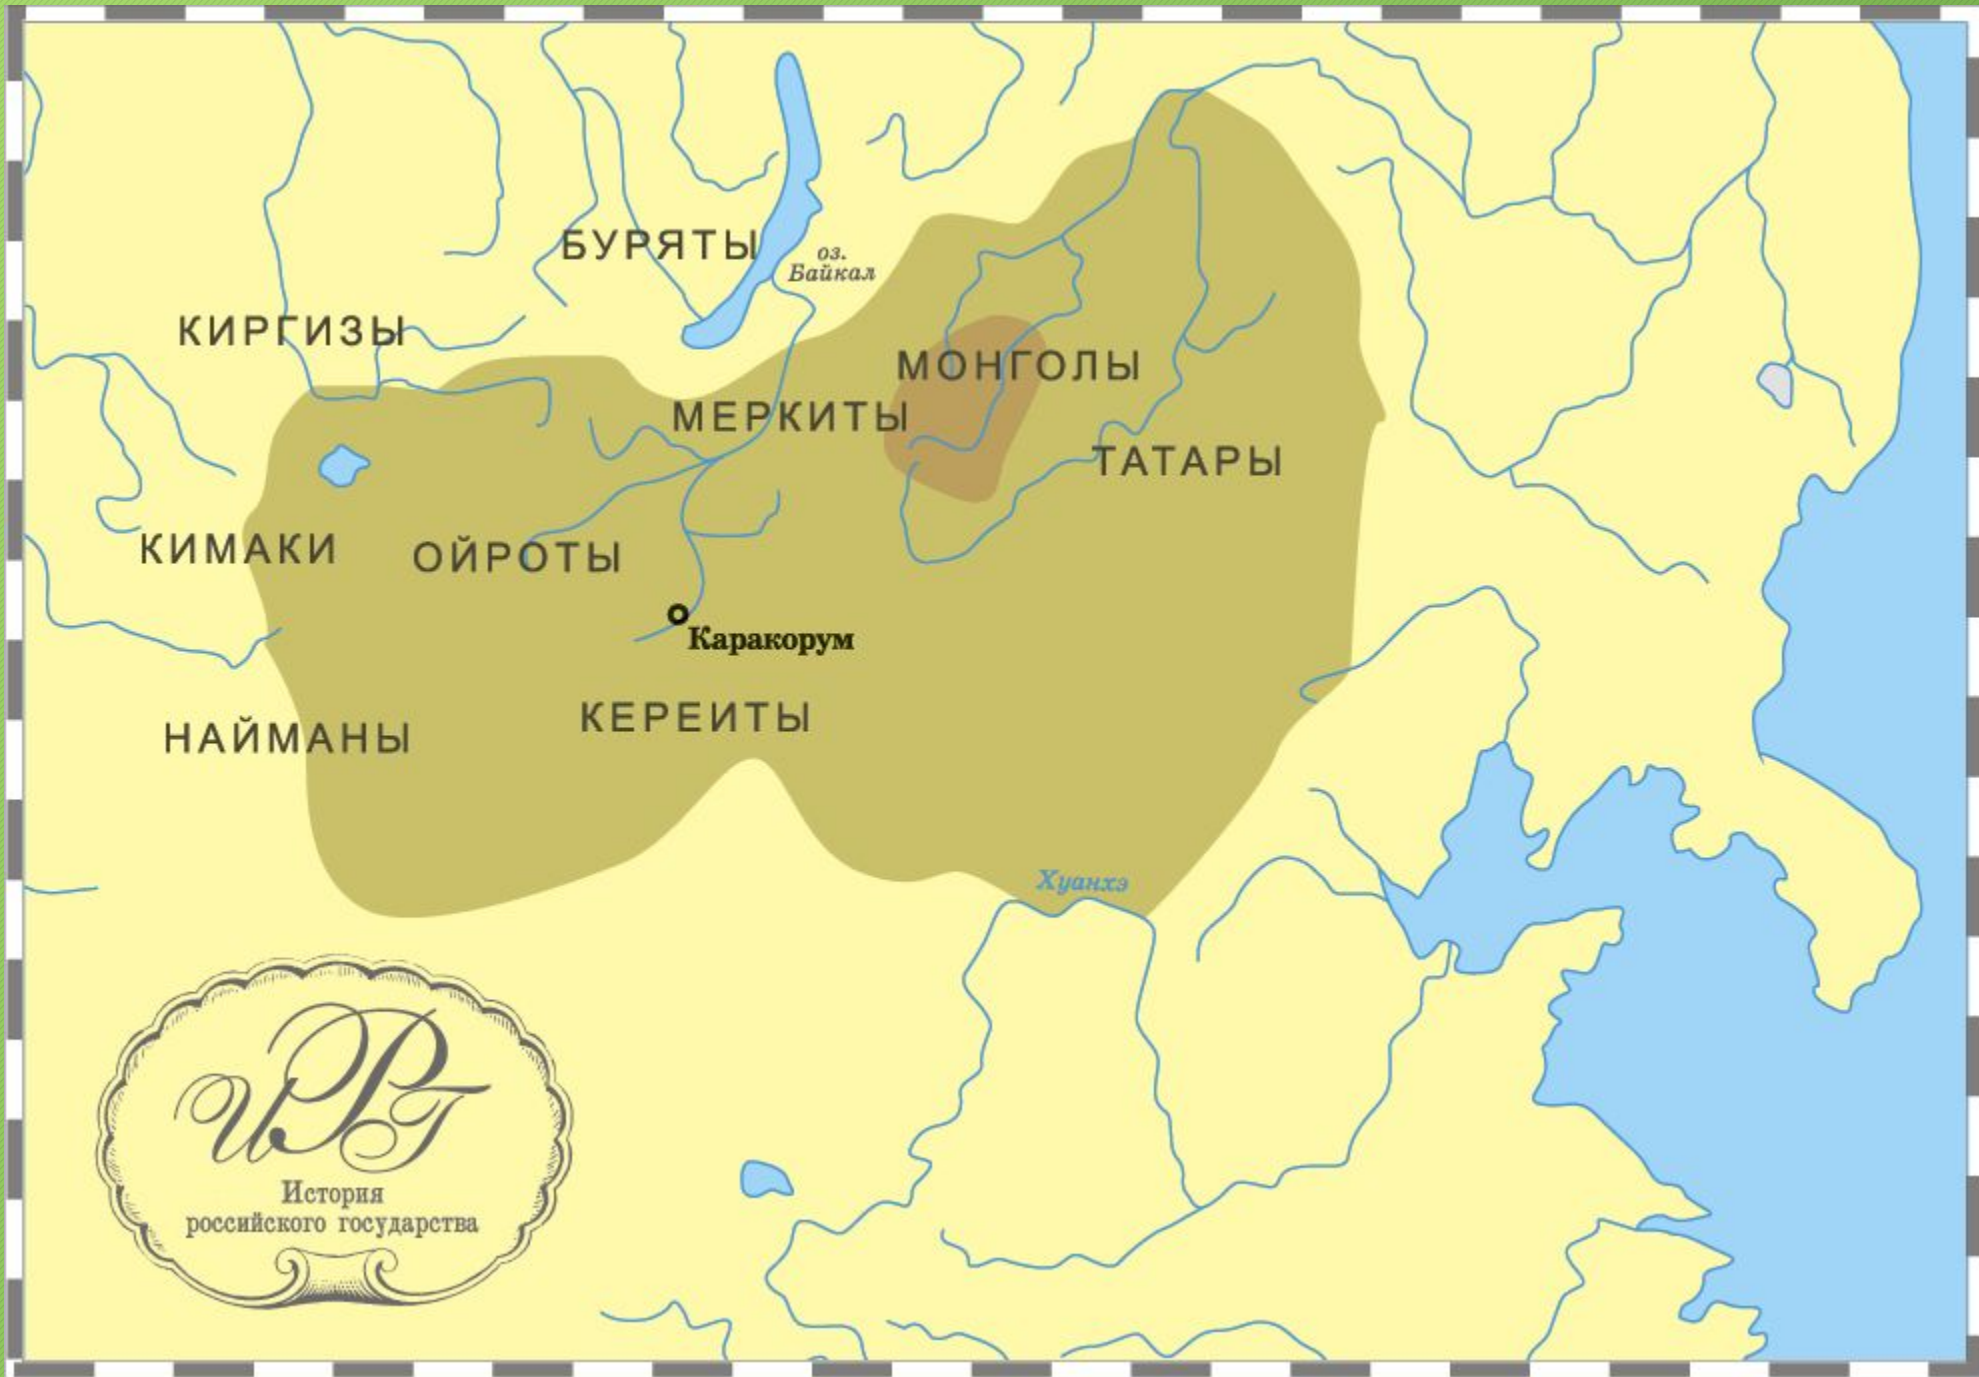 БУРЯТЫ
оз.
Байкал
КИРГИЗЫ
МОНГОЛЫ
МЕРКИТЫ
ТАТАРЫ
КИМАКИ
ОЙРОТЫ
Каракорум
КЕРЕИТЫ
НАЙМАНЫ
Хуанхэ
ИРГ
История
российского государства